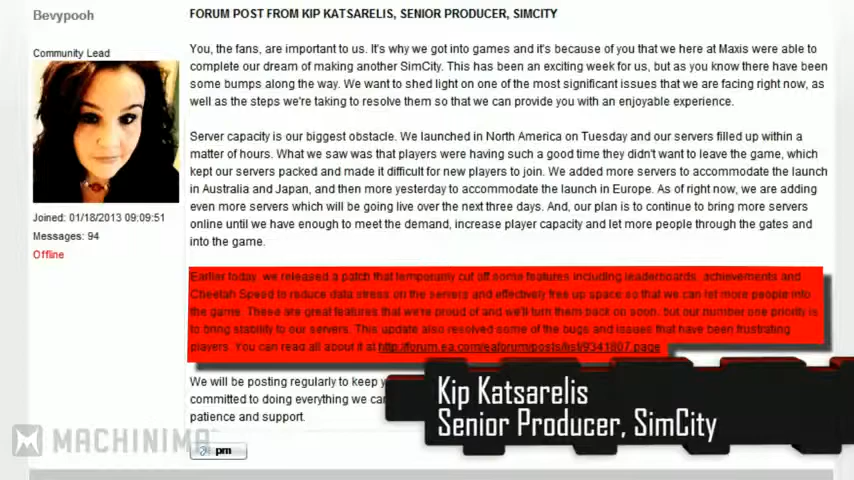 Bevypooh
FORUM POST FROM KIP KATSARELIS, SENIOR PRODUCER, SIMCITY
Community Lead
You, the fans, are important to us. It's why we got into games and it's because of you that we here at Maxis were able to
complete our dream of making another SimCity. This has been an exciting week for us, but as you know there have been
some bumps along the way. We want to shed light on one of the most significant issues that we are facing right now, as
well as the steps we're taking to resolve them so that we can provide you with an enjoyable experience.
Server capacity is our biggest obstacle. We launched in North America on Tuesday and our servers filled up within a
matter of hours. What we saw was that players were having such a good time they didn't want to leave the game, which
kept our servers packed and made it difficult for new players to join. We added more servers to accommodate the launch
in Australia and Japan, and then more yesterday to accommodate the launch in Europe. As of right now, we are adding
even more servers which will be going live over the next three days. And, our plan is to continue to bring more servers
online until we have enough to meet the demand, increase player capacity and let more people through the gates and
into the game.
Joined: 01/18/2013 09:09:51
Messages: 94
Offline
Earlier today, we released a patch that temporarily cut off some features including leaderboards, achievements and
Cheetah Speed to reduce data stress on the servers and effectively free up space so that we can let more people into
the game. These are great features that we're proud of and we'll turn them back on soon, but our number one priority is
to bring stability to our servers. This update also resolved some of the bugs and issues that have been frustrating
players. You can read all about it at http://forum.ea.com/eaforum/posts/list/9341807.page
We will be posting regularly to keep y
committed to doing everything we ca
patience and support.
Kip Katsarelis
Senior Producer, SimCity
MACHINIMA
pm